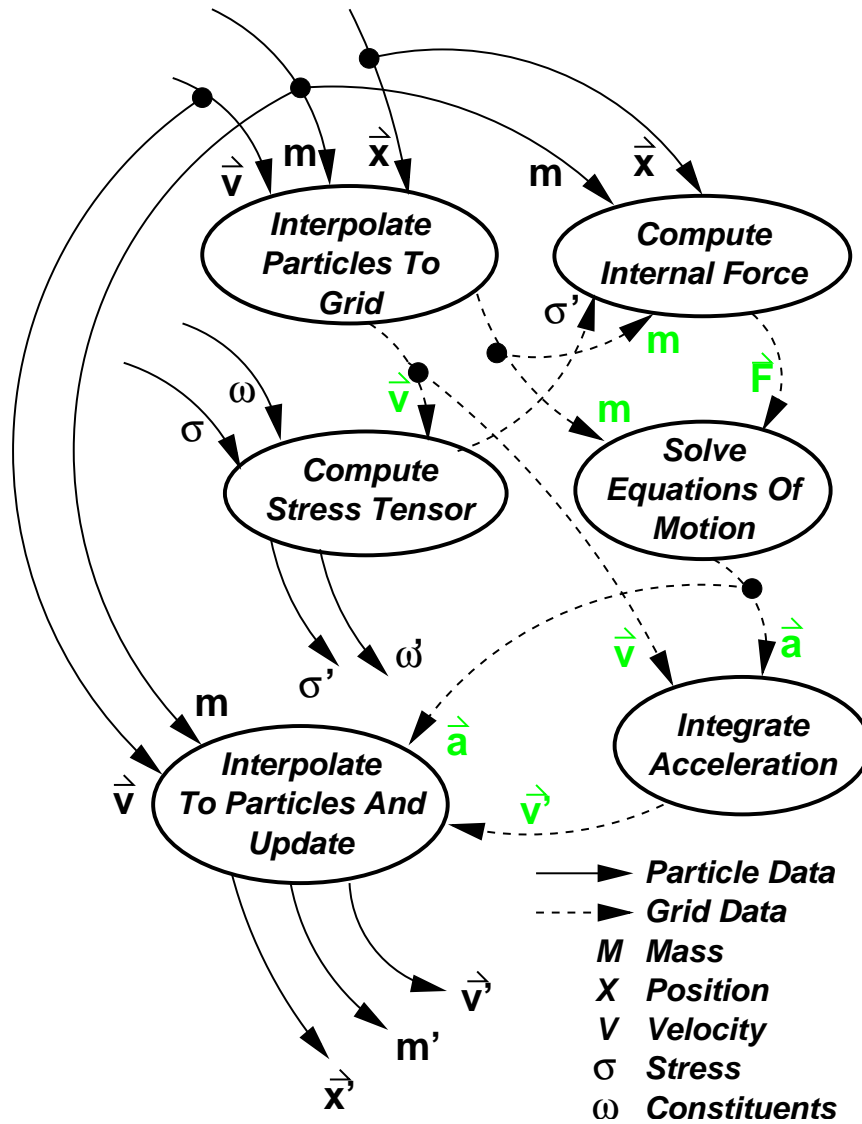 v
m
x
m
x
Interpolate
Particles To
Grid
Compute
Internal Force
σ'
m
F
v
m
ω
σ
Compute
Stress Tensor
Solve
Equations Of
Motion
v
a
σ'
ω'
m
a
v
Interpolate
To Particles And
Update
Integrate
Acceleration
v'
Particle Data
Grid Data
M Mass
X Position
V Velocity
σ Stress
ω Constituents
v'
m'
x'